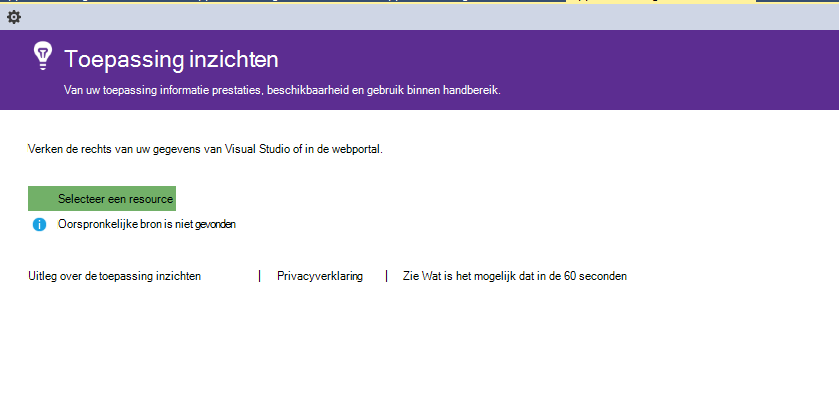 Toepassing inzichten
Van uw toepassing informatie prestaties, beschikbaarheid en gebruik binnen handbereik.
Verken de rechts van uw gegevens van Visual Studio of in de webportal.
Selecteer een resource
Oorspronkelijke bron is niet gevonden
Uitleg over de toepassing inzichten | Privacyverklaring | Zie Wat is het mogelijk dat in de 60 seconden